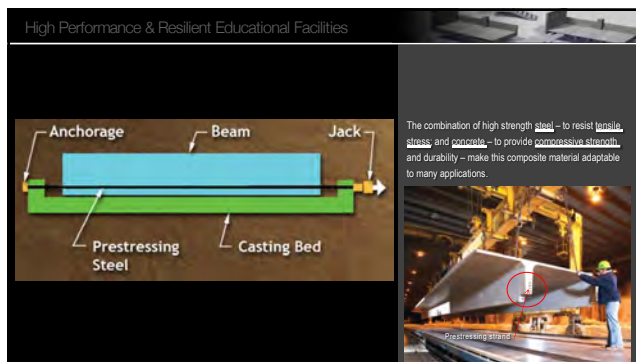 High Performance & Resilient Educational Facilities
Anchorage
Beam
Jack
Prestressing
Steel
Casting Bed
The combination of high strength steel – to resist tensile
stress; and concrete – to provide compressive strength
and durability – make this composite material adaptable
to many applications.
Prestressing strand